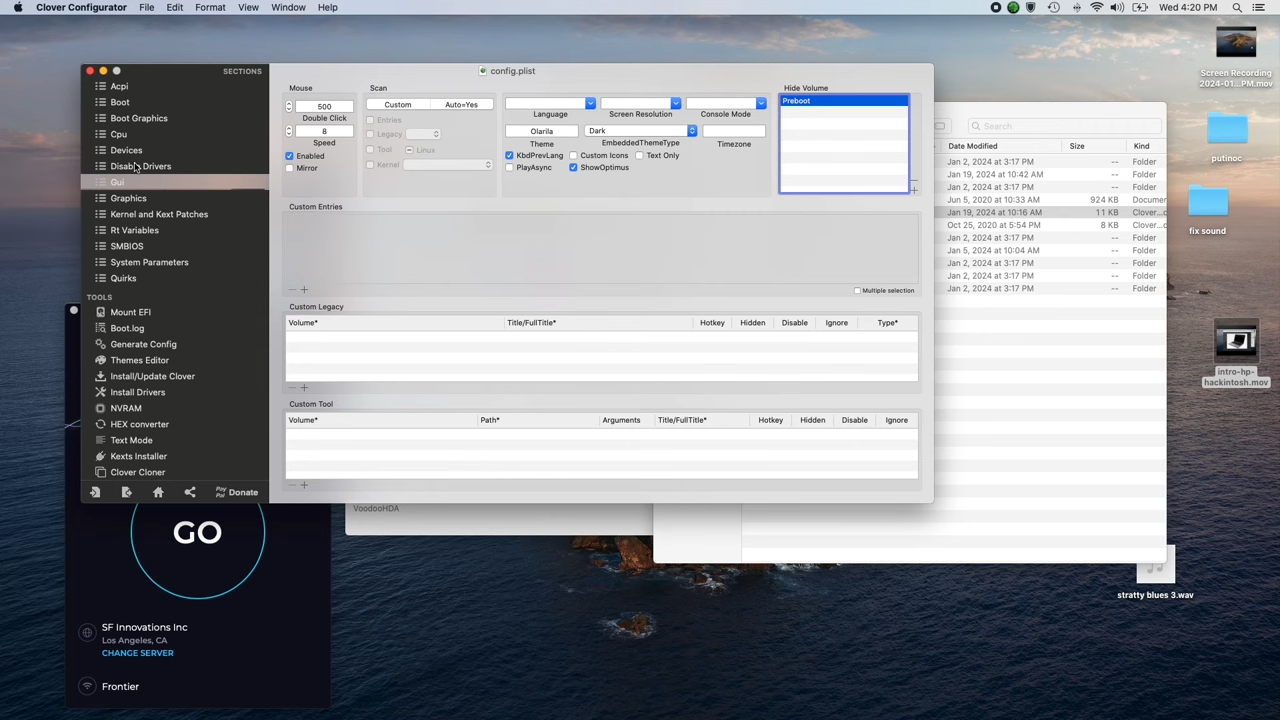 Clover Configurator File Edit Format View Window Help
Wed 4:20 PM
SECTIONS
Acpi
Boot
Boot Graphics
Cpu
Devices
Disable Drivers
Gui
Graphics
Kernel and Kext Patches
Rt Variables
SMBIOS
System Parameters
Quirks
TOOLS
Mount EFI
Boot.log
Generate Config
Themes Editor
Install/Update Clover
Install Drivers
NVRAM
HEX converter
Text Mode
Kexts Installer
Clover Cloner
Pay Pal Donate
config.plist
Mouse
500
Double Click
8
Speed
Enabled
Mirror
Scan
Custom Auto=Yes
Entries
Legacy
Tool Linux
Kernel
Language Screen Resolution Console Mode
Olarila Dark
Theme EmbeddedThemeType Timezone
KbdPrevLang Custom Icons Text Only
PlayAsync ShowOptimus
Hide Volume
Preboot
Custom Entries
Multiple selection
Custom Legacy
Volume* Title/FullTitle* Hotkey Hidden Disable Ignore Type*
Custom Tool
Volume* Path* Arguments Title/FullTitle* Hotkey Hidden Disable Ignore
VoodooHDA
Search
Date Modified Size Kind
Jan 2, 2024 at 3:17 PM -- Folder
Jan 19, 2024 at 10:42 AM -- Folder
Jan 2, 2024 at 3:17 PM -- Folder
Jun 5, 2020 at 10:33 AM 924 KB Documen
Jan 19, 2024 at 10:16 AM 11 KB Clover...c
Oct 25, 2020 at 5:54 PM 8 KB Clover...c
Jan 2, 2024 at 3:17 PM -- Folder
Jan 5, 2024 at 10:04 AM -- Folder
Jan 2, 2024 at 3:17 PM -- Folder
Jan 2, 2024 at 3:17 PM -- Folder
Jan 2, 2024 at 3:17 PM -- Folder
Screen Recording
2024-01...PM.mov
putinoc
fix sound
intro-hp-
hackintosh.mov
stratty blues 3.wav
GO
SF Innovations Inc
Los Angeles, CA
CHANGE SERVER
Frontier